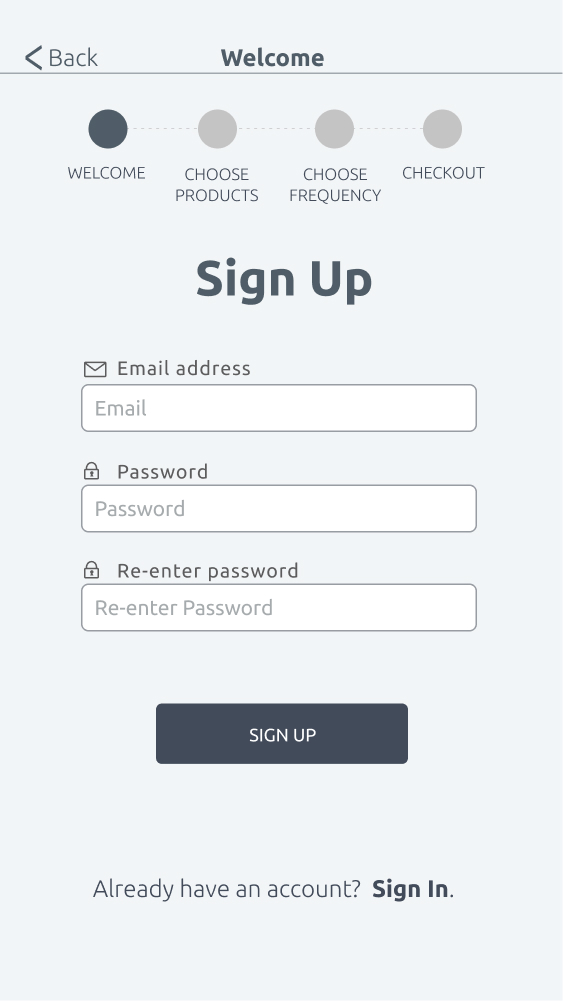 Back
Welcome
WELCOME
CHOOSE
PRODUCTS
CHOOSE
FREQUENCY
CHECKOUT
Sign Up
Email address
Email
Password
Password
Re-enter password
Re-enter Password
SIGN UP
Already have an account? Sign In.